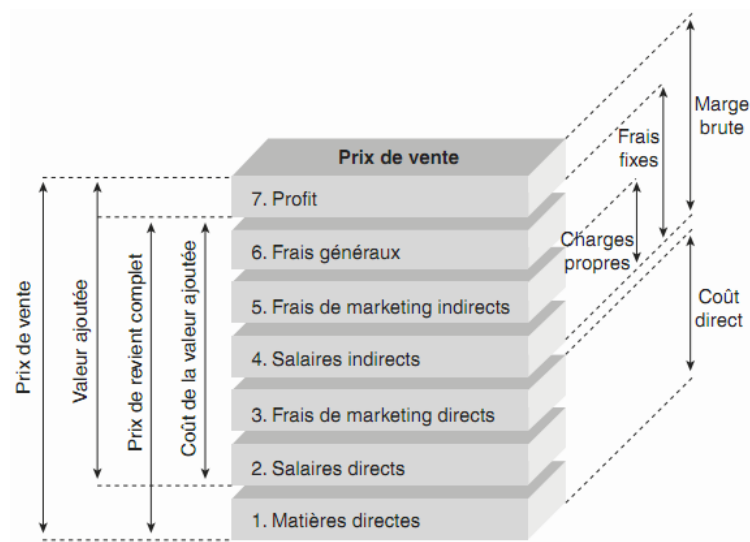 Prix de vente
7. Profit
6. Frais généraux
5. Frais de marketing indirects
4. Salaires indirects
3. Frais de marketing directs
2. Salaires directs
1. Matières directes
Prix de vente
Valeur ajoutée
Prix de revient complet
Coût de la valeur ajoutée
Marge
brute
Frais
fixes
Charges
propres
Coût
direct